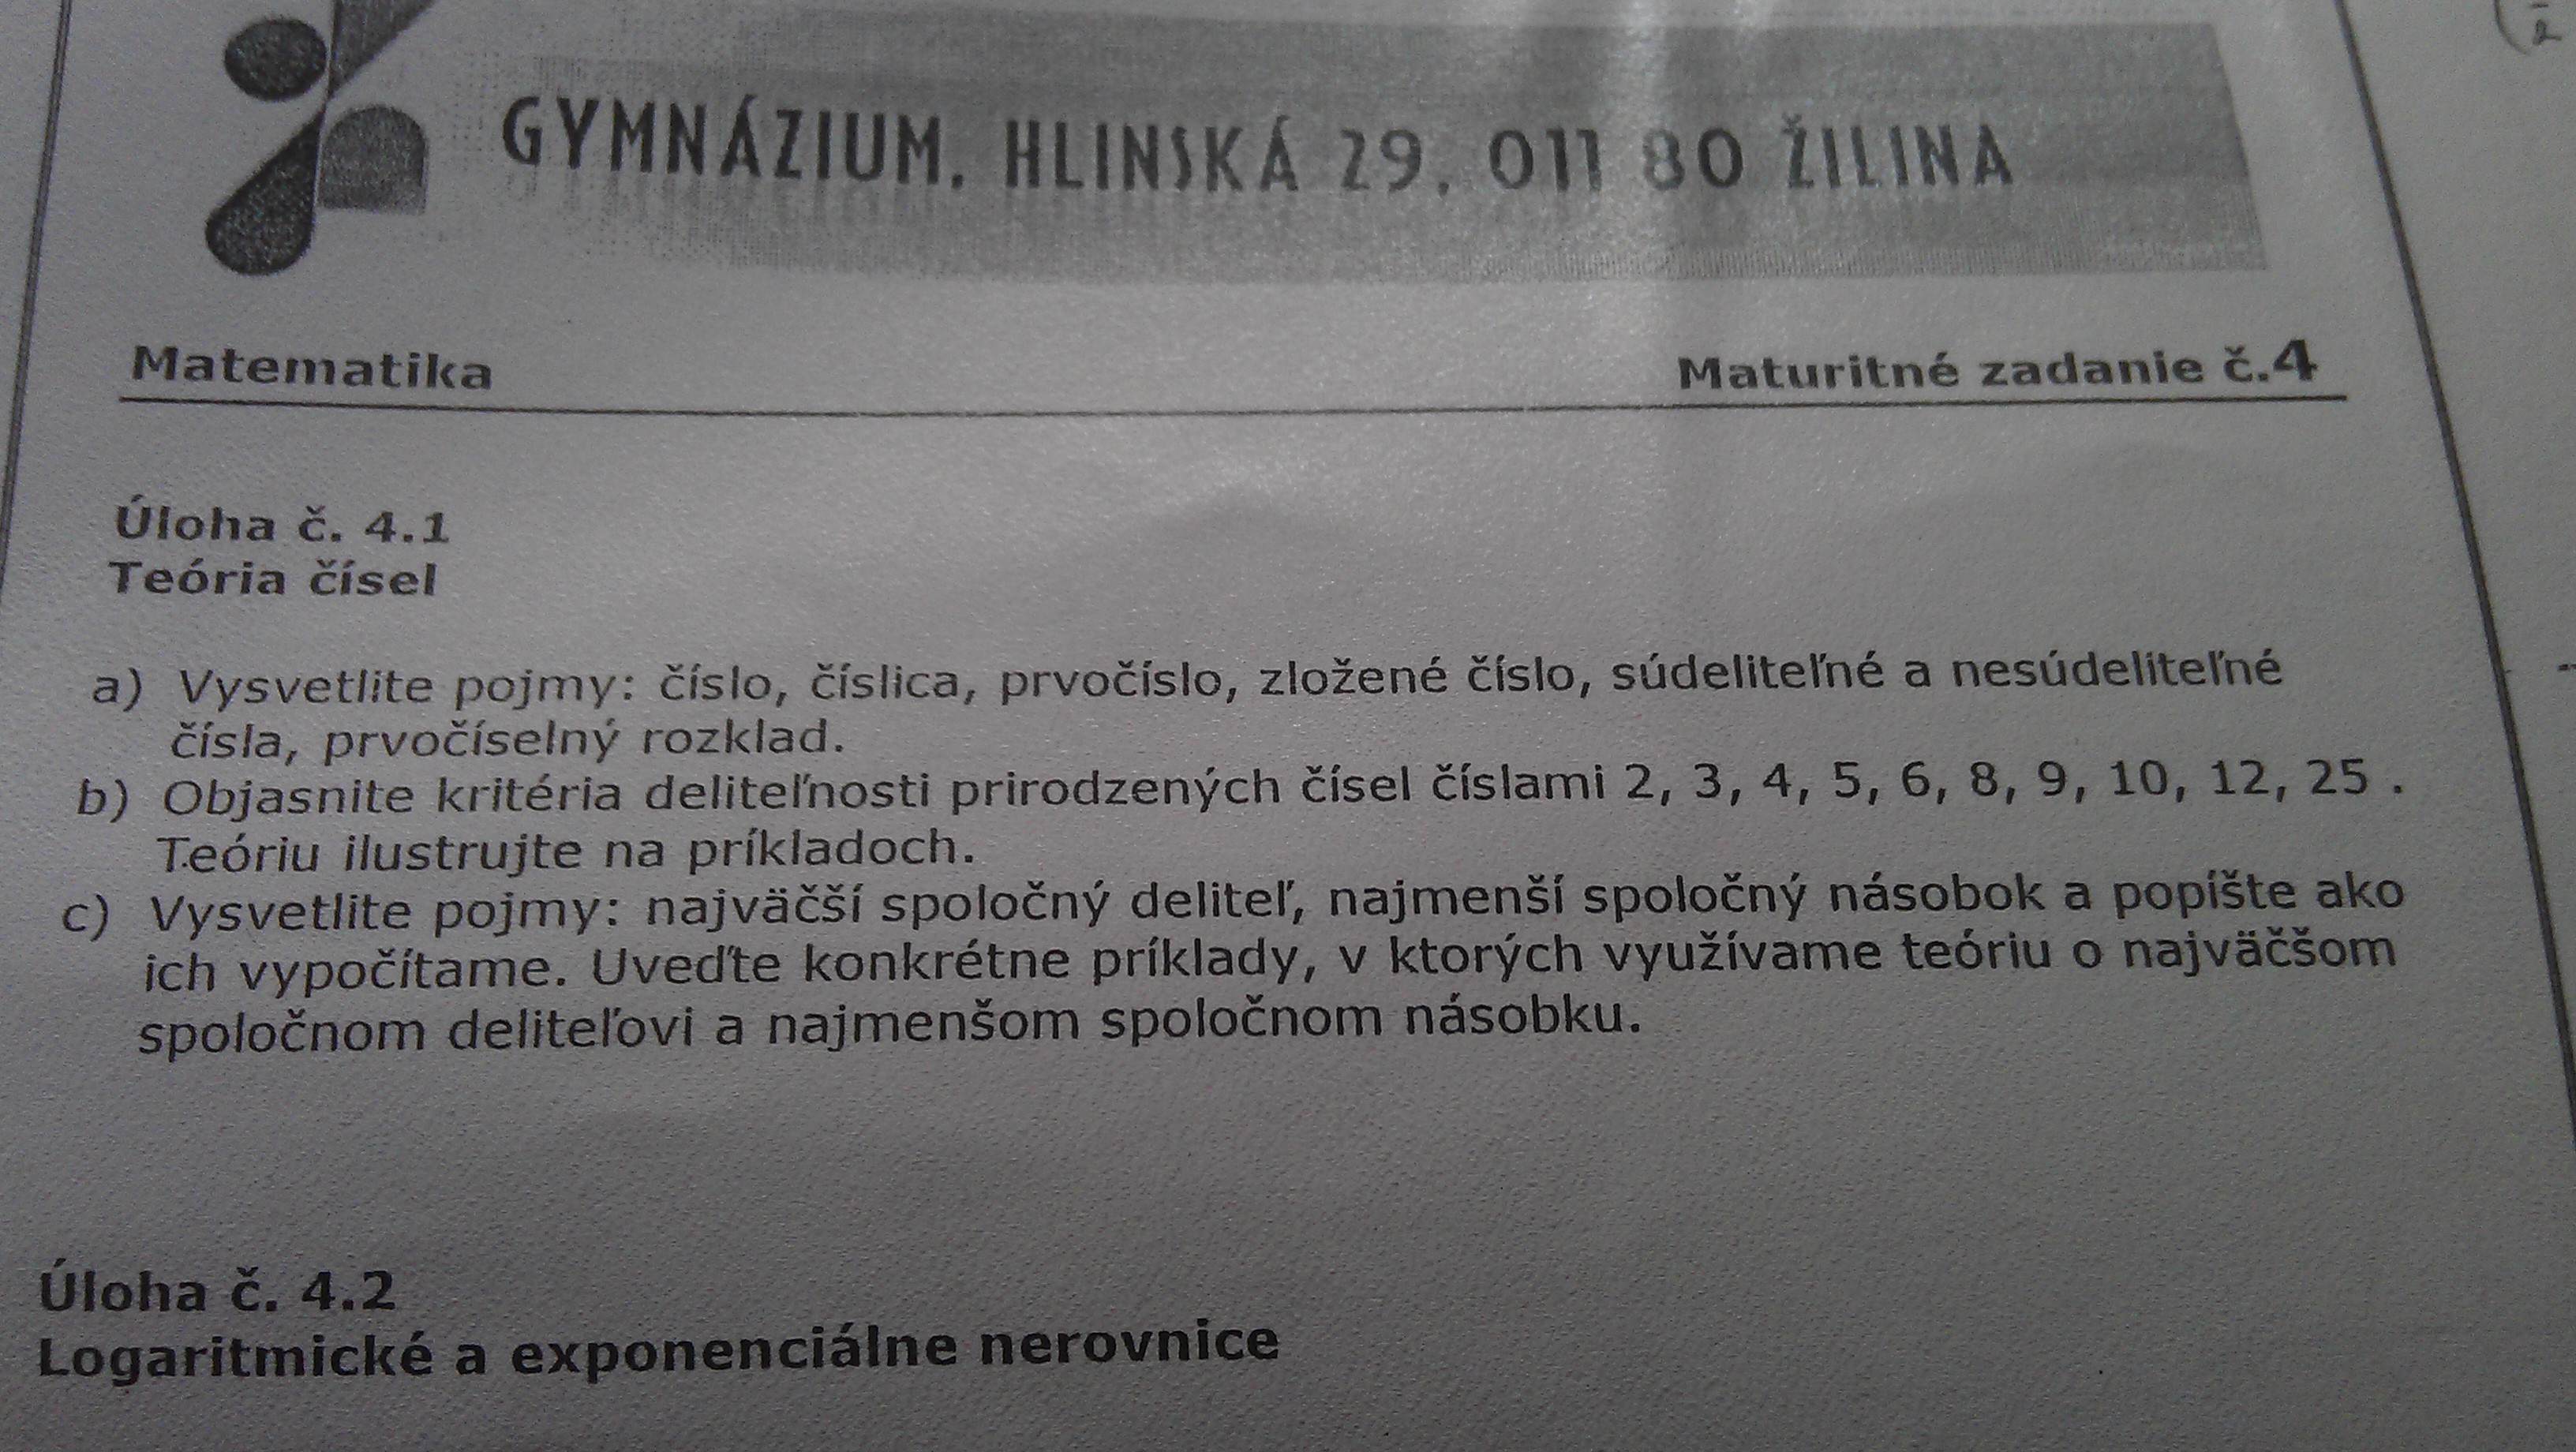 GYMNÁZIUM, HLINSKÁ 29, 011 80 ŽILINA
Matematika
Maturitné zadanie č.4
Úloha č. 4.1
Teória čísel
a) Vysvetlite pojmy: číslo, číslica, prvočíslo, zložené číslo, súdeliteľné a nesúdeliteľné
čísla, prvočíselný rozklad.
b) Objasnite kritéria deliteľnosti prirodzených čísel číslami 2, 3, 4, 5, 6, 8, 9, 10, 12, 25 .
Teóriu ilustrujte na príkladoch.
c) Vysvetlite pojmy: najväčší spoločný deliteľ, najmenší spoločný násobok a popíšte ako
ich vypočítame. Uveďte konkrétne príklady, v ktorých využívame teóriu o najväčšom
spoločnom deliteľovi a najmenšom spoločnom násobku.
Úloha č. 4.2
Logaritmické a exponenciálne nerovnice